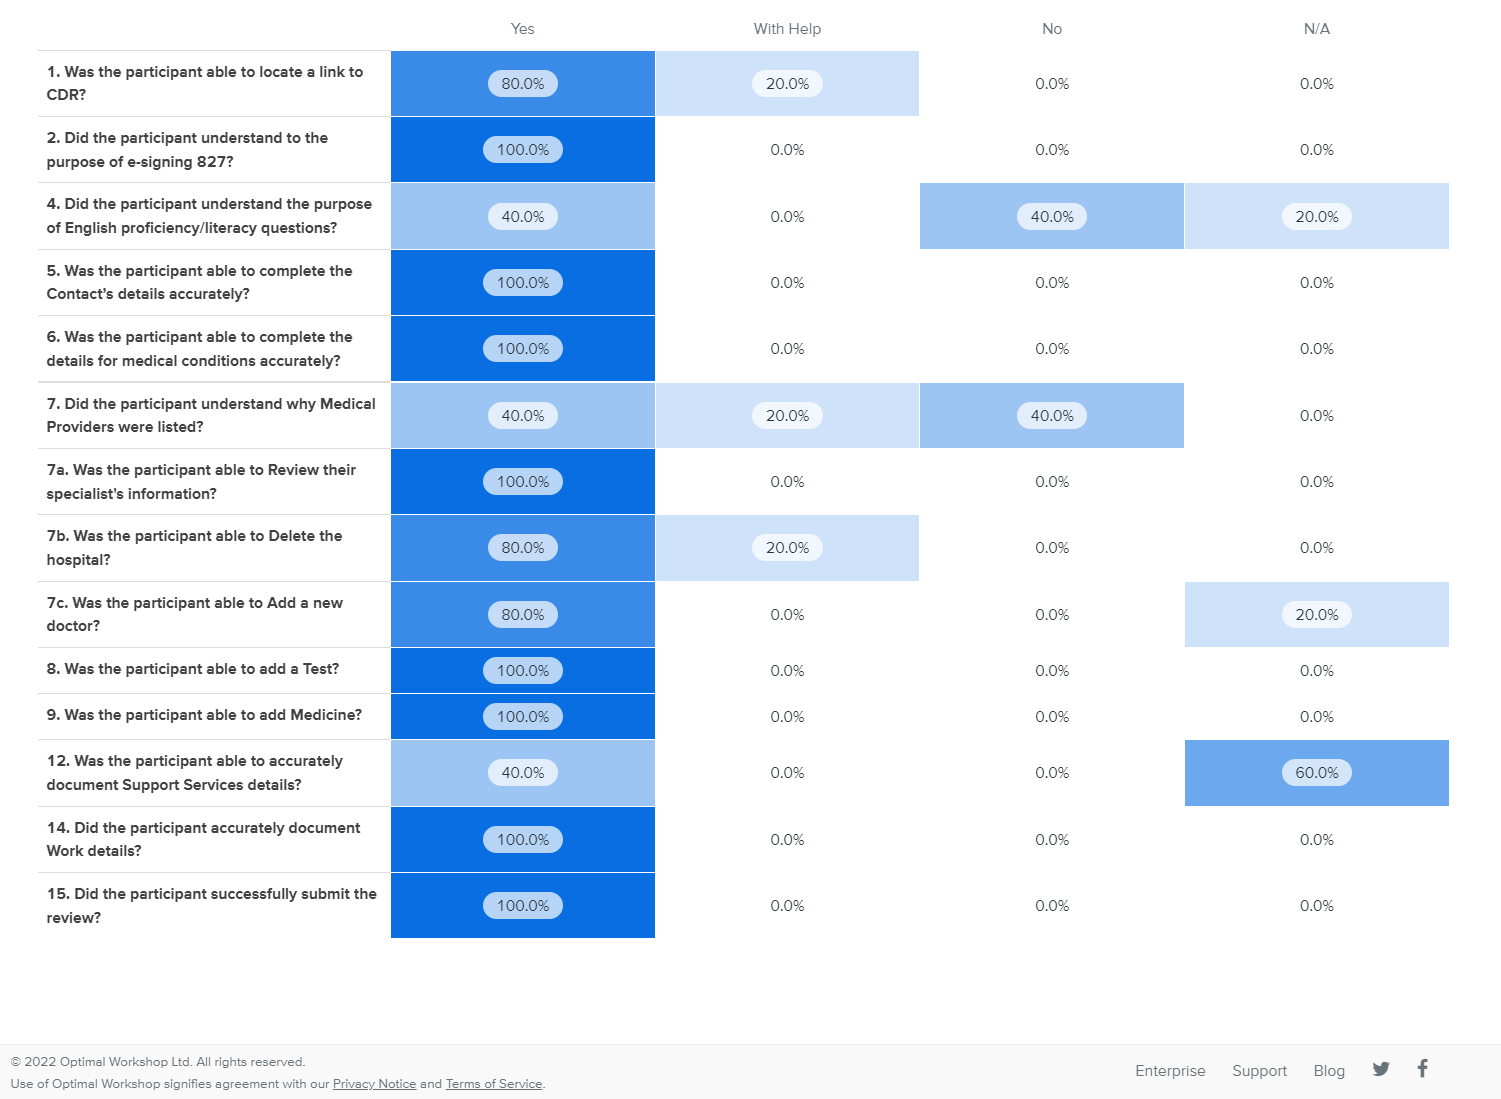 Yes With Help No N/A
1. Was the participant able to locate a link to
CDR?
80.0% 20.0% 0.0% 0.0%
2. Did the participant understand to the
purpose of e-signing 827?
100.0% 0.0% 0.0% 0.0%
4. Did the participant understand the purpose
of English proficiency/literacy questions?
40.0% 0.0% 40.0% 20.0%
5. Was the participant able to complete the
Contact's details accurately?
100.0% 0.0% 0.0% 0.0%
6. Was the participant able to complete the
details for medical conditions accurately?
100.0% 0.0% 0.0% 0.0%
7. Did the participant understand why Medical
Providers were listed?
40.0% 20.0% 40.0% 0.0%
7a. Was the participant able to Review their
specialist's information?
100.0% 0.0% 0.0% 0.0%
7b. Was the participant able to Delete the
hospital?
80.0% 20.0% 0.0% 0.0%
7c. Was the participant able to Add a new
doctor?
80.0% 0.0% 0.0% 20.0%
8. Was the participant able to add a Test?
100.0% 0.0% 0.0% 0.0%
9. Was the participant able to add Medicine?
100.0% 0.0% 0.0% 0.0%
12. Was the participant able to accurately
document Support Services details?
40.0% 0.0% 0.0% 60.0%
14. Did the participant accurately document
Work details?
100.0% 0.0% 0.0% 0.0%
15. Did the participant successfully submit the
review?
100.0% 0.0% 0.0% 0.0%
© 2022 Optimal Workshop Ltd. All rights reserved.
Use of Optimal Workshop signifies agreement with our Privacy Notice and Terms of Service.
Enterprise Support Blog